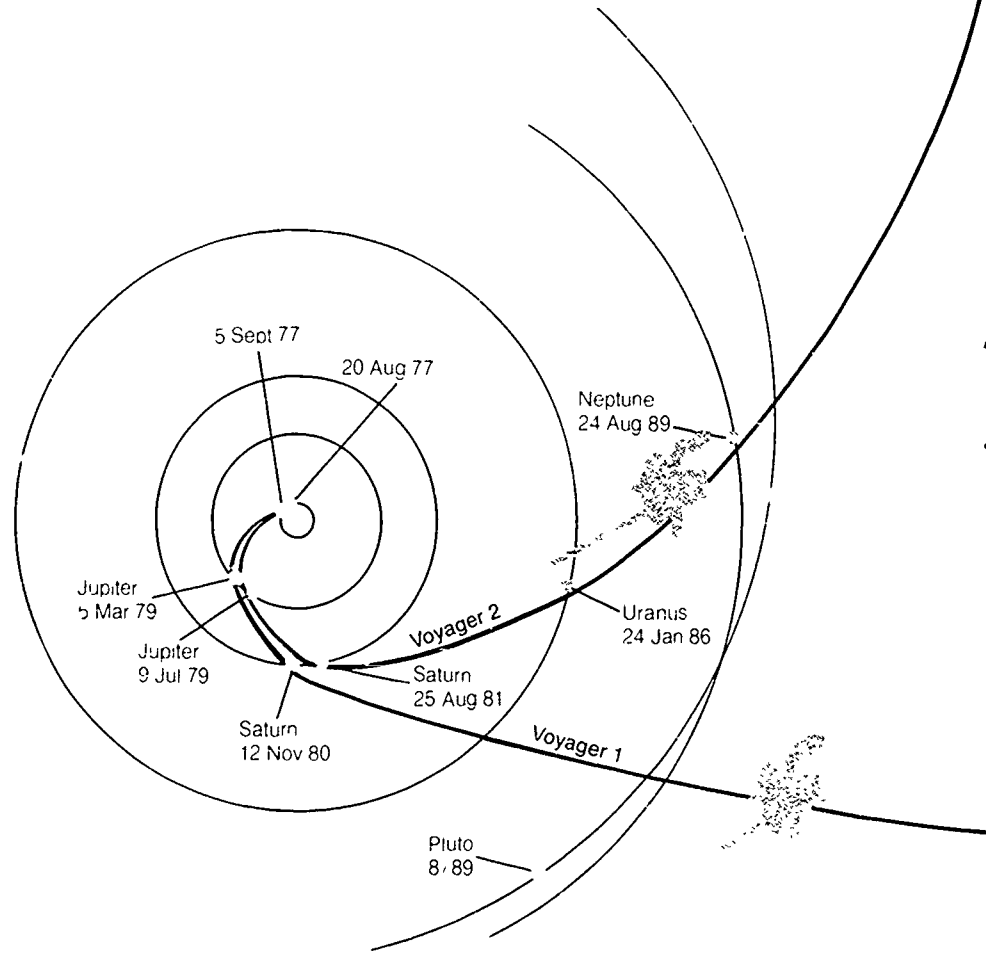 5 Sept 77
20 Aug 77
Neptune
24 Aug 89
Jupiter
5 Mar 79
Jupiter
9 Jul 79
Voyager 2
Uranus
24 Jan 86
Saturn
25 Aug 81
Saturn
12 Nov 80
Voyager 1
Pluto
8/89